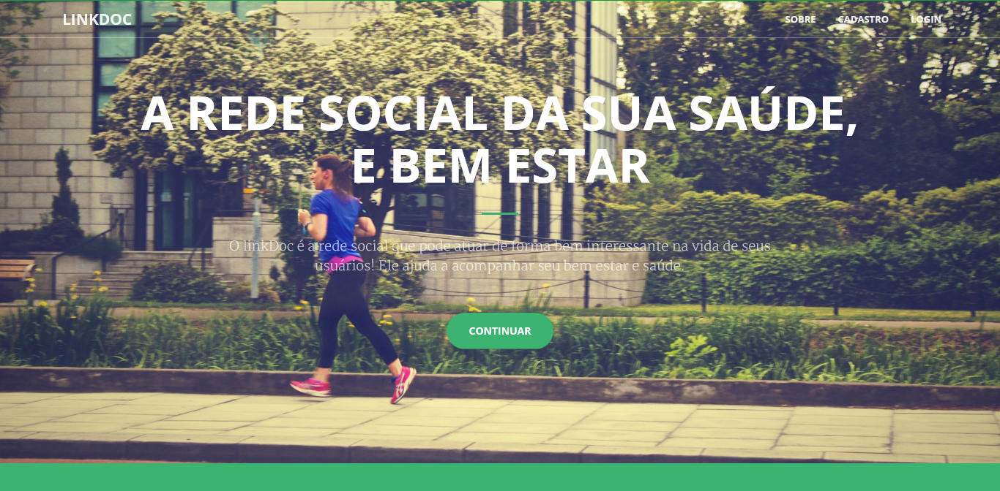 LINKDOC
SOBRE CADASTRO LOGIN
A REDE SOCIAL DA SUA SAÚDE,
E BEM ESTAR
O linkDoc é a rede social que pode atuar de forma bem interessante na vida de seus
usuários! Ele ajuda a acompanhar seu bem estar e saúde.
CONTINUAR